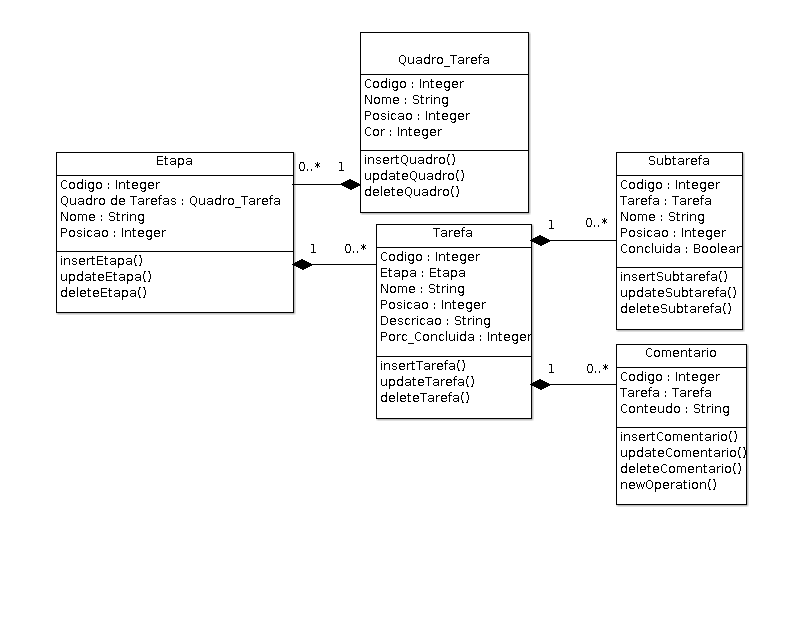 Quadro_Tarefa
Codigo : Integer
Nome : String
Posicao : Integer
Cor : Integer
insertQuadro()
updateQuadro()
deleteQuadro()
Etapa
Codigo : Integer
Quadro de Tarefas : Quadro_Tarefa
Nome : String
Posicao : Integer
insertEtapa()
updateEtapa()
deleteEtapa()
0..* 1
1 0..*
Tarefa
Codigo : Integer
Etapa : Etapa
Nome : String
Posicao : Integer
Descricao : String
Porc_Concluida : Integer
insertTarefa()
updateTarefa()
deleteTarefa()
1 0..*
1 0..*
Subtarefa
Codigo : Integer
Tarefa : Tarefa
Nome : String
Posicao : Integer
Concluida : Boolean
insertSubtarefa()
updateSubtarefa()
deleteSubtarefa()
Comentario
Codigo : Integer
Tarefa : Tarefa
Conteudo : String
insertComentario()
updateComentario()
deleteComentario()
newOperation()